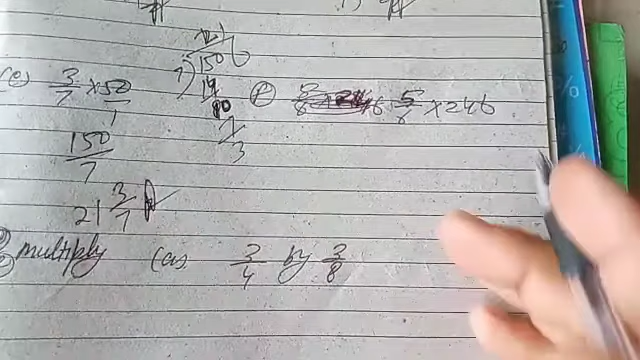 (e) 3/7 × 50/1
150/7
21 3/7
7)150(21
14
10
7
3
(f) 5/8 × 246
multiply (a) 3/4 by 3/8